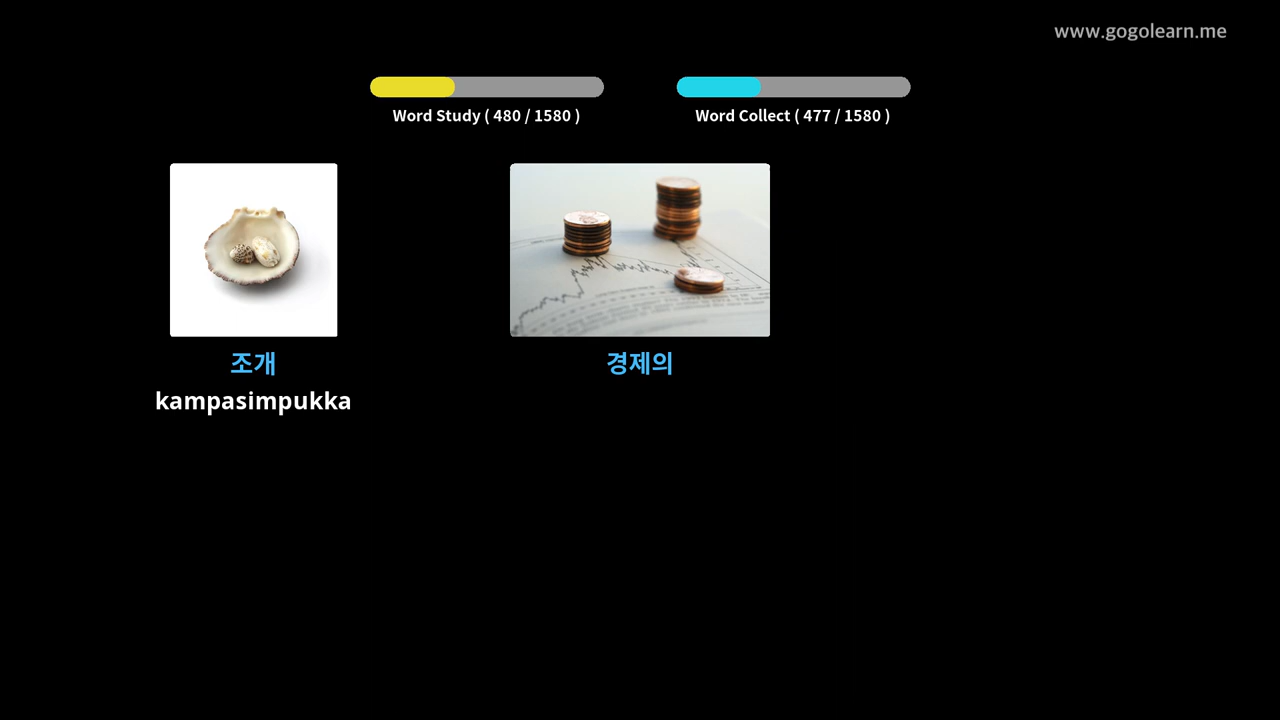 www.gogolearn.me
Word Study ( 480 / 1580 )
Word Collect ( 477 / 1580 )
조개
경제의
kampasimpukka